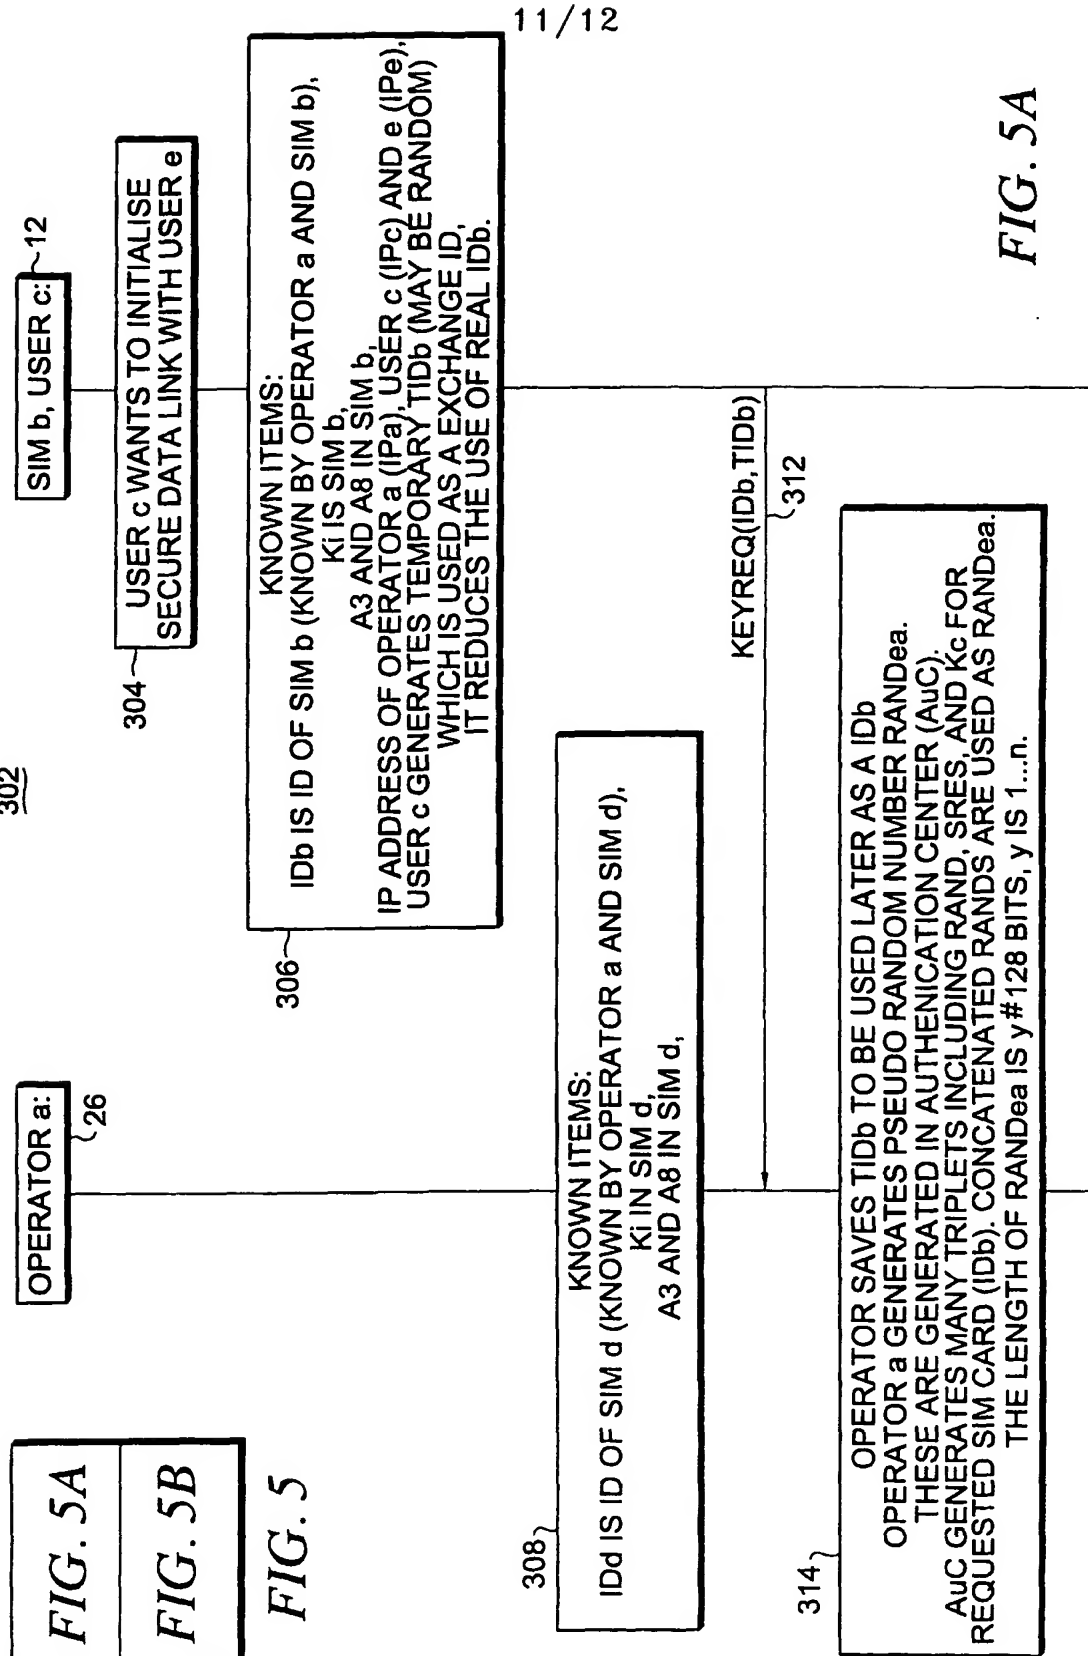 11/12
FIG. 5A
FIG. 5B
FIG. 5
302
OPERATOR a:
26
SIM b, USER c:
12
304
USER c WANTS TO INITIALISE
SECURE DATA LINK WITH USER e
306
KNOWN ITEMS:
IDb IS ID OF SIM b (KNOWN BY OPERATOR a AND SIM b),
Ki IS SIM b,
A3 AND A8 IN SIM b,
IP ADDRESS OF OPERATOR a (IPa), USER c (IPc) AND e (IPe),
USER c GENERATES TEMPORARY TIDb (MAY BE RANDOM)
WHICH IS USED AS A EXCHANGE ID,
IT REDUCES THE USE OF REAL IDb.
308
KNOWN ITEMS:
IDd IS ID OF SIM d (KNOWN BY OPERATOR a AND SIM d),
Ki IN SIM d,
A3 AND A8 IN SIM d,
KEYREQ(IDb,TIDb)
312
314
OPERATOR SAVES TIDb TO BE USED LATER AS A IDb
OPERATOR a GENERATES PSEUDO RANDOM NUMBER RANDea.
THESE ARE GENERATED IN AUTHENICATION CENTER (AuC).
AuC GENERATES MANY TRIPLETS INCLUDING RAND, SRES, AND Kc FOR
REQUESTED SIM CARD (IDb). CONCATENATED RANDS ARE USED AS RANDea.
THE LENGTH OF RANDea IS y#128 BITS, y IS 1...n.
FIG. 5A